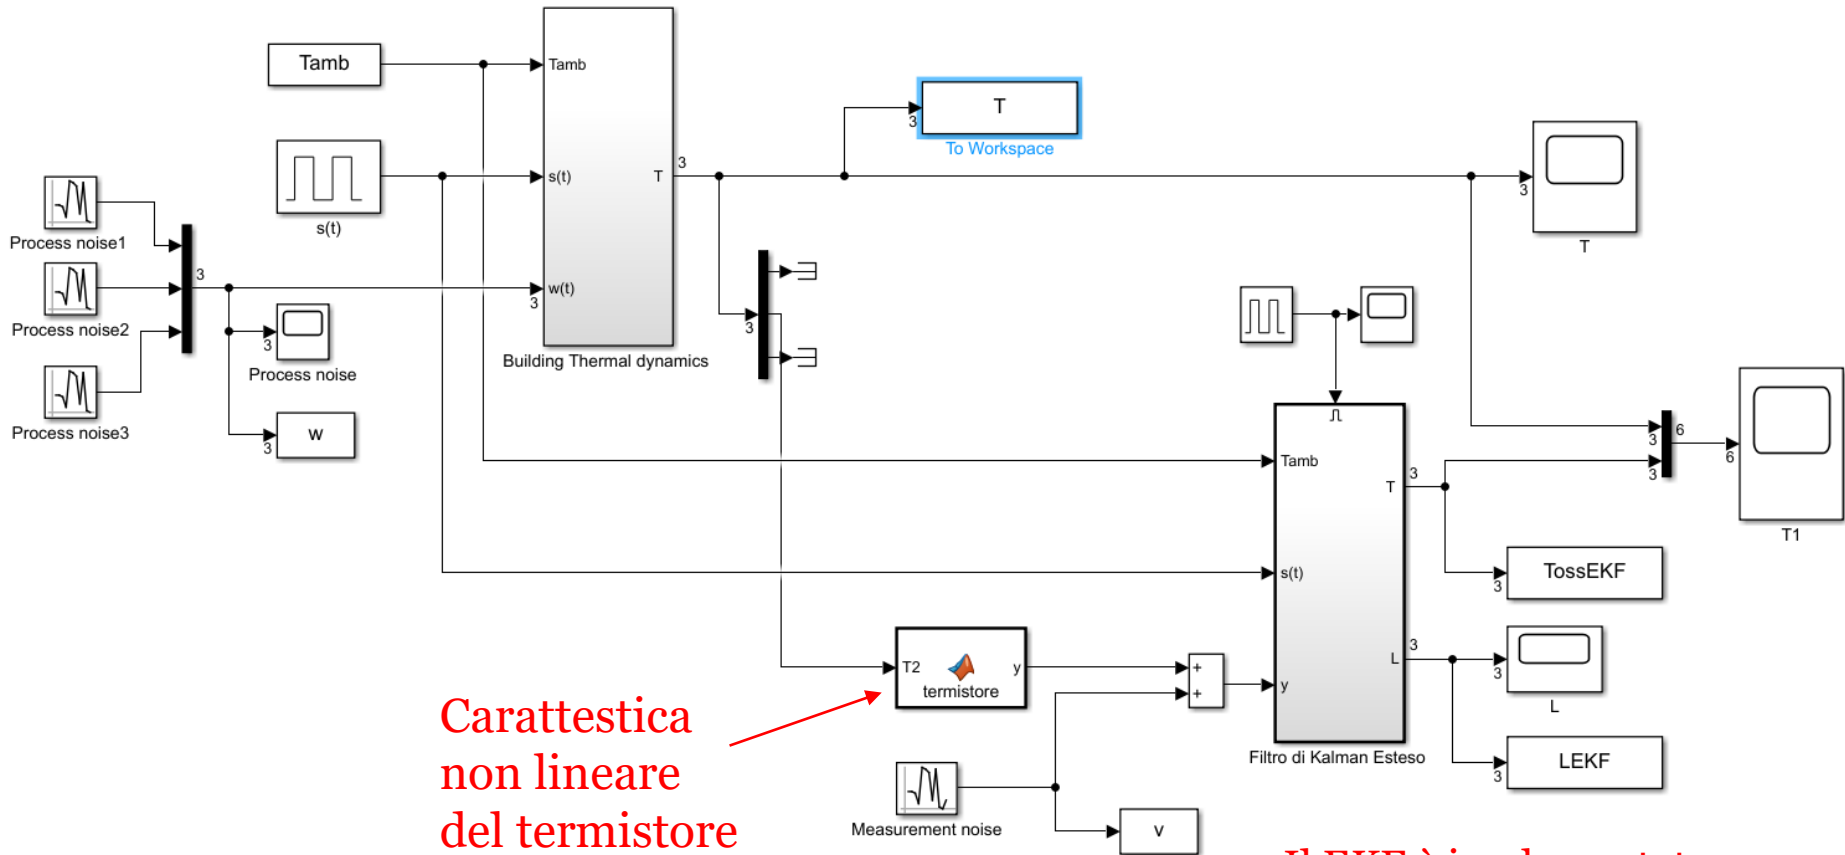 Tamb
Tamb
T
3
To Workspace
s(t)
s(t)
T
3
3
T
Process noise1
3
w(t)
3
Process noise2
3
Process noise
3
Building Thermal dynamics
Process noise3
w
3
3
Tamb
T
3
3
3
6
6
T1
s(t)
TossEKF
3
T2
y
termistore
+
+
y
L
3
3
L
Filtro di Kalman Esteso
LEKF
3
Measurement noise
v
Carattestica
non lineare
del termistore